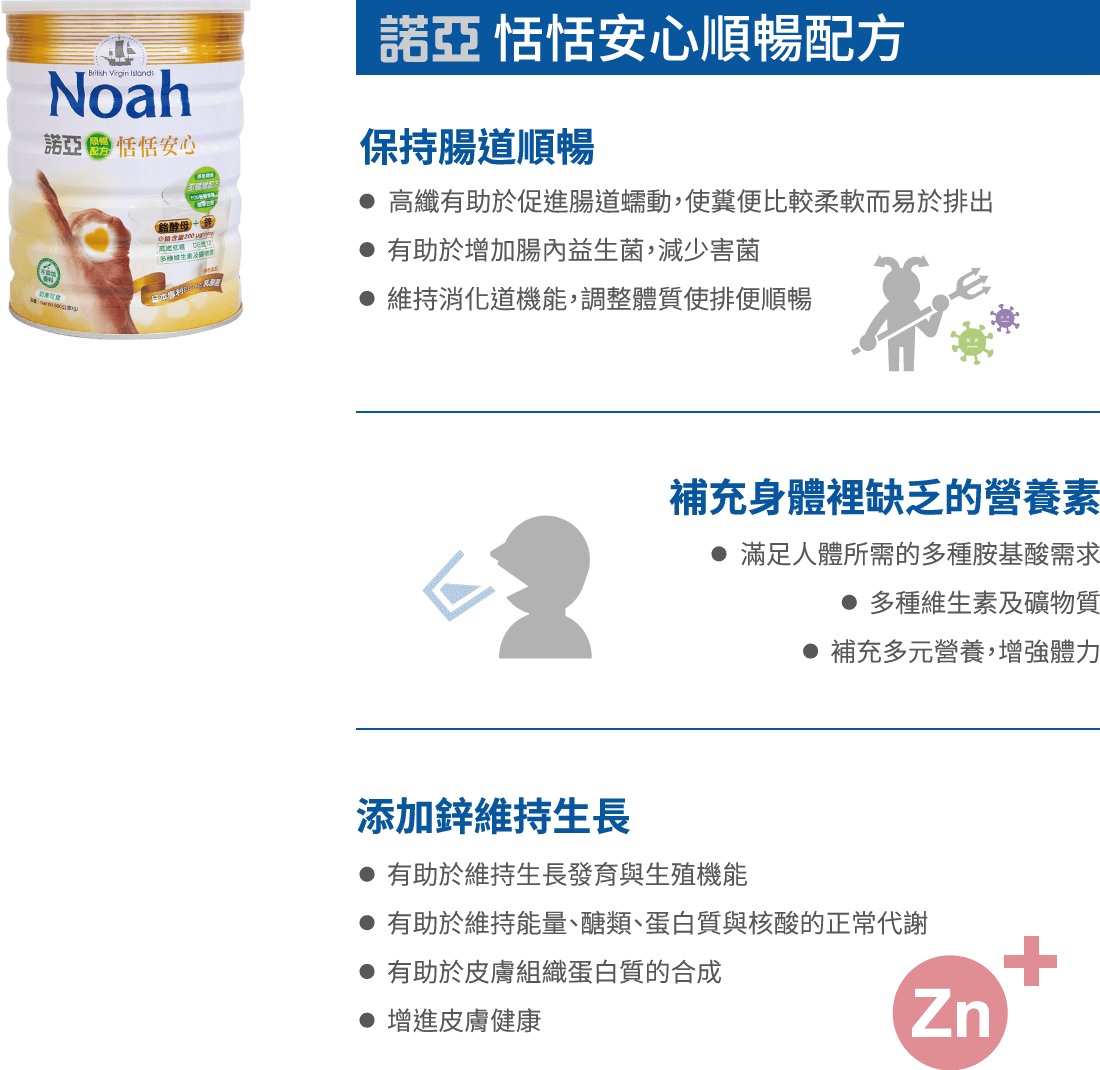 British Virgin Islands
Noah
諾亞 順暢配方 恬恬安心
鉻酵母+鋅
多種維生素及礦物質
諾亞 恬恬安心順暢配方
保持腸道順暢
● 高纖有助於促進腸道蠕動,使糞便比較柔軟而易於排出
● 有助於增加腸內益生菌,減少害菌
● 維持消化道機能,調整體質使排便順暢
補充身體裡缺乏的營養素
● 滿足人體所需的多種胺基酸需求
● 多種維生素及礦物質
● 補充多元營養,增強體力
添加鋅維持生長
● 有助於維持生長發育與生殖機能
● 有助於維持能量、醣類、蛋白質與核酸的正常代謝
● 有助於皮膚組織蛋白質的合成
● 增進皮膚健康
Zn+